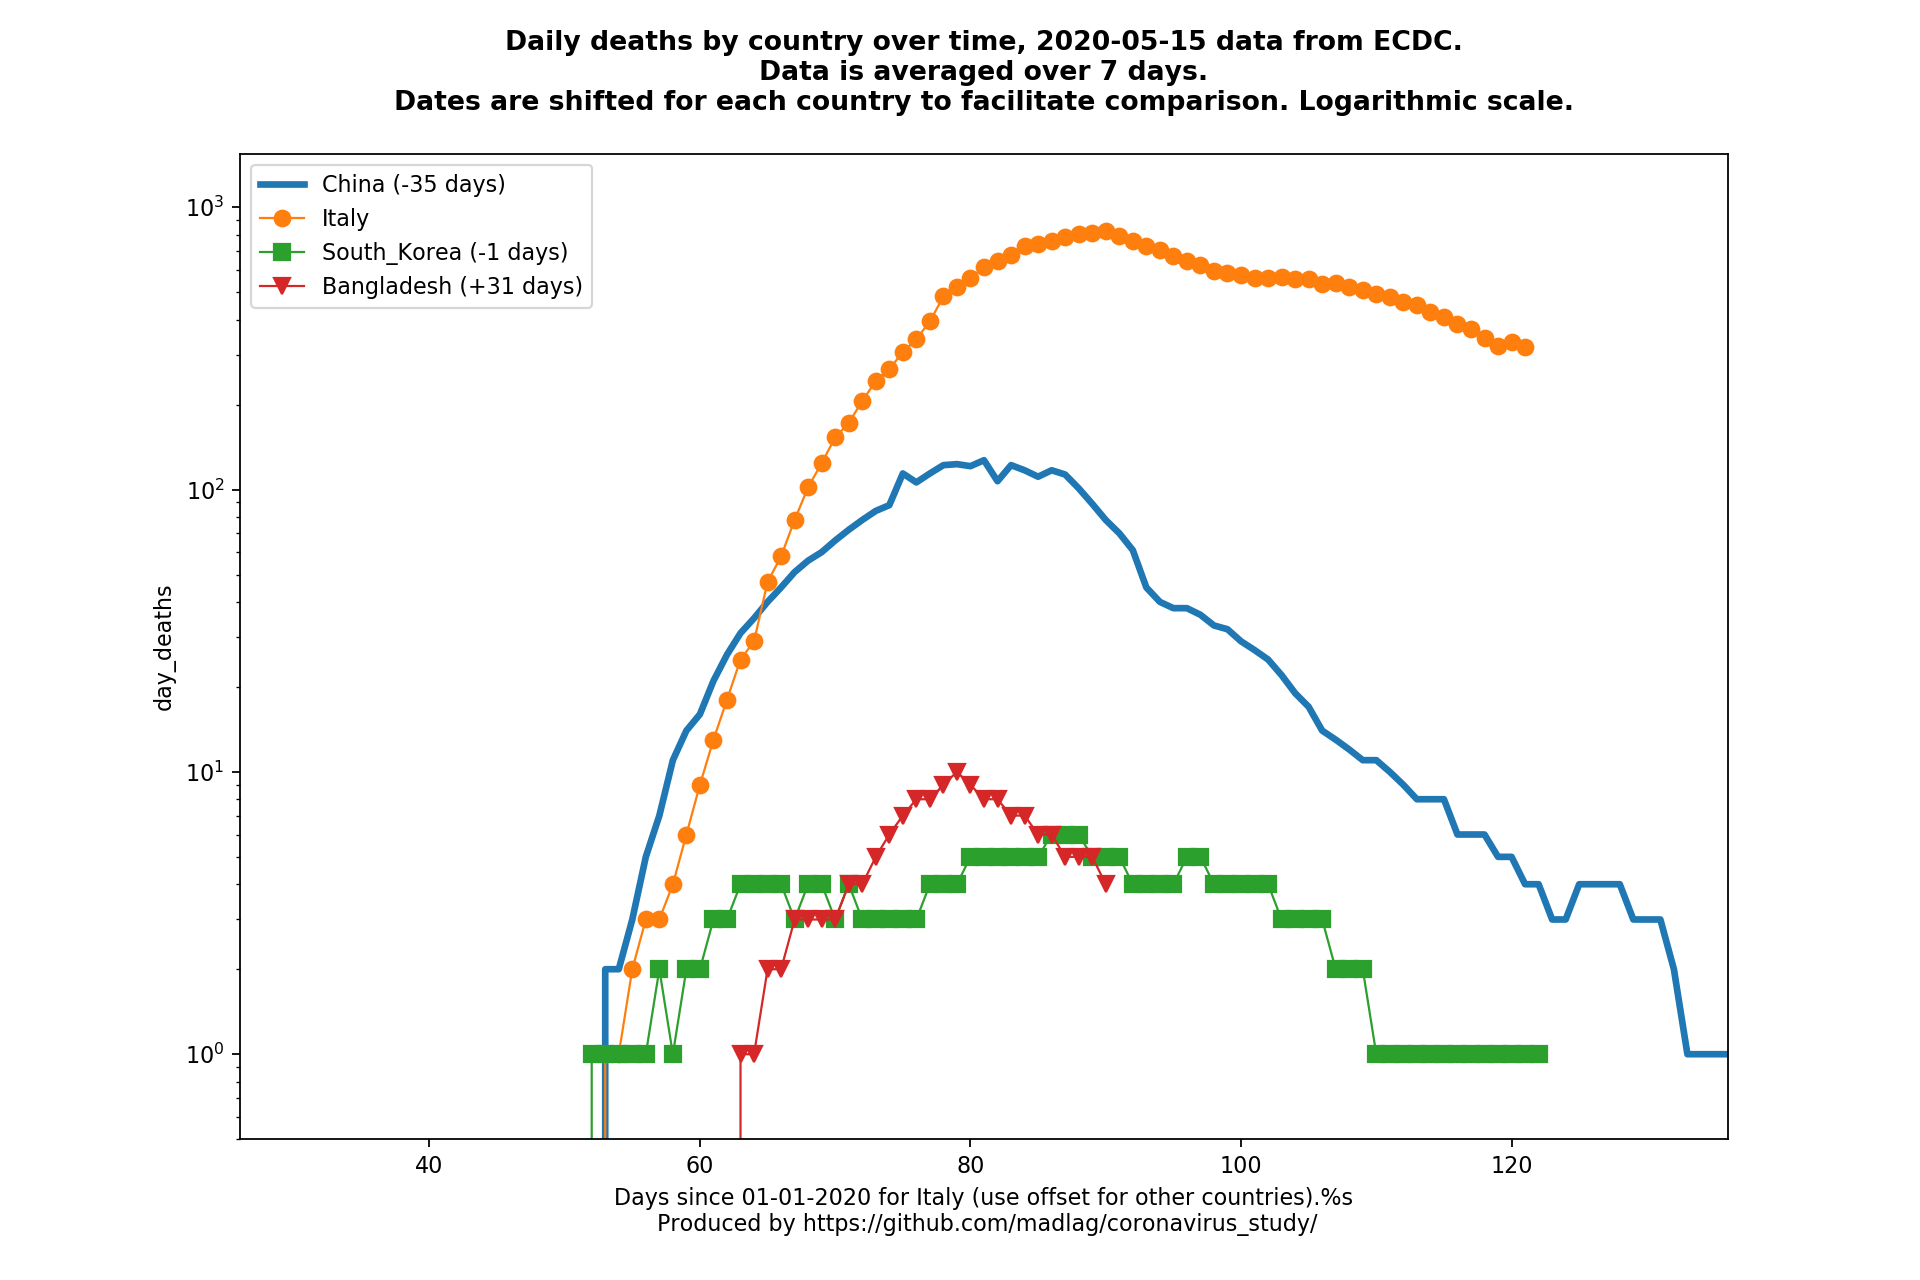 Daily deaths by country over time, 2020-05-15 data from ECDC.
Data is averaged over 7 days.
Dates are shifted for each country to facilitate comparison. Logarithmic scale.
China (-35 days)
Italy
South_Korea (-1 days)
Bangladesh (+31 days)
10³
10²
10¹
10⁰
day_deaths
40 60 80 100 120
Days since 01-01-2020 for Italy (use offset for other countries).%s
Produced by https://github.com/madlag/coronavirus_study/